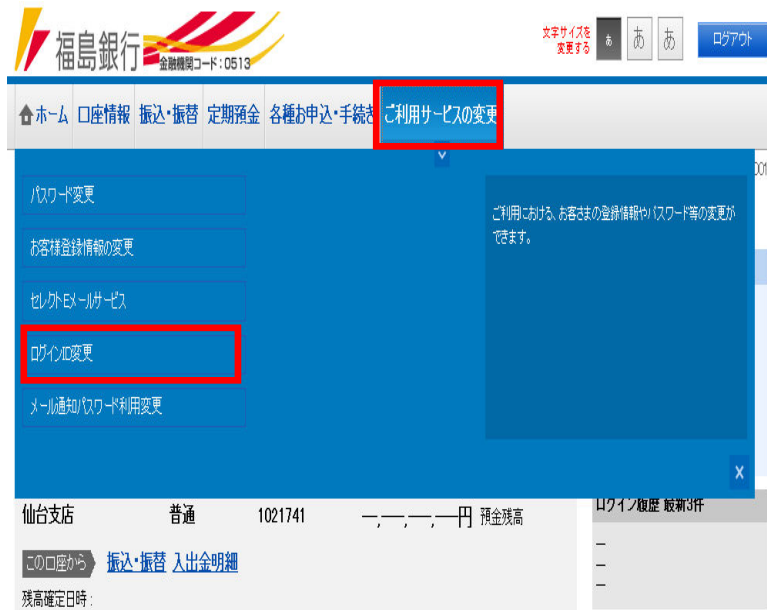 福島銀行 金融機関コード:0513
文字サイズを
変更する
あ あ あ
ログアウト
ホーム 口座情報 振込・振替 定期預金 各種お申込・手続き ご利用サービスの変更
001
パスワード変更
お客様登録情報の変更
セレクトEメールサービス
ログインID変更
メール通知パスワード利用変更
ご利用における、お客さまの登録情報やパスワード等の変更が
できます。
x
仙台支店 普通 1021741 ―,―,―,―円 預金残高
ログイン履歴 最新3件
この口座から 振込・振替 入出金明細
残高確定日時:
―
―
―